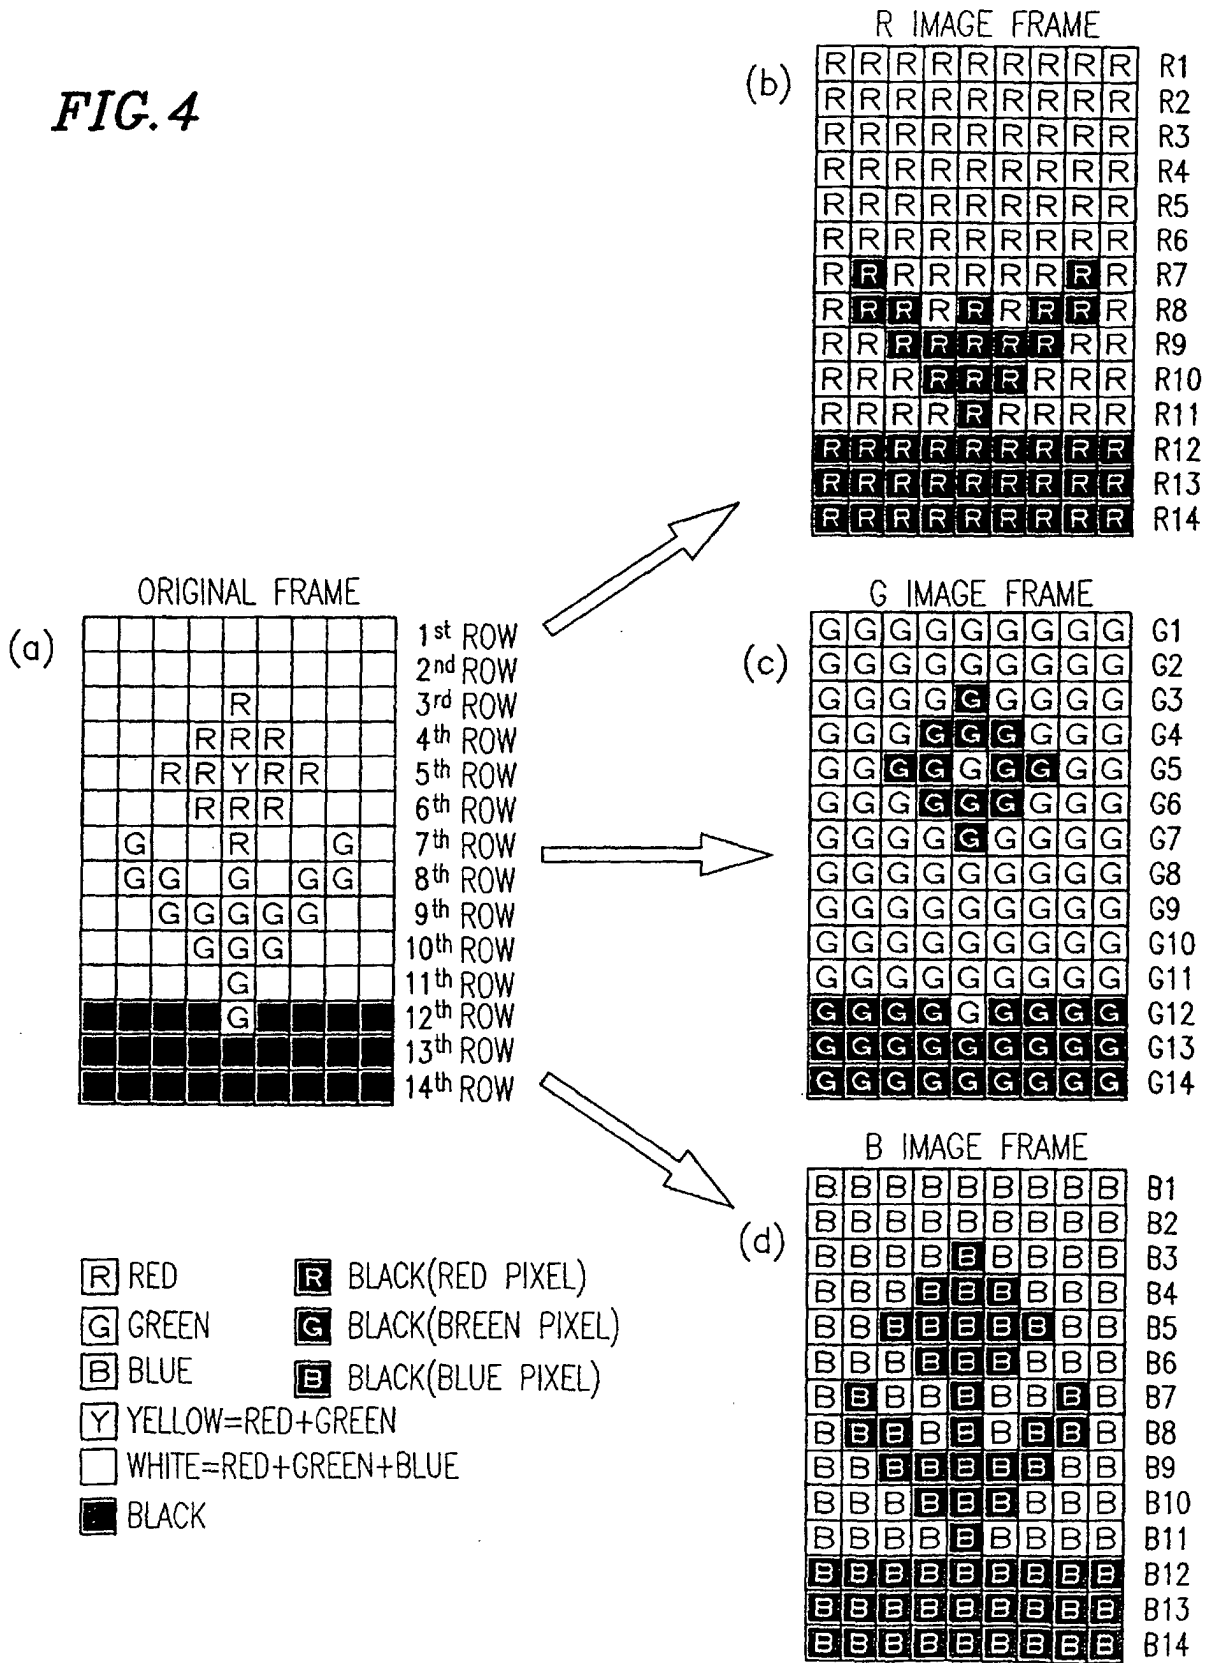 FIG.4
R IMAGE FRAME
(b)
R R R R R R R R R R1
R R R R R R R R R R2
R R R R R R R R R R3
R R R R R R R R R R4
R R R R R R R R R R5
R R R R R R R R R R6
R R R R R R R R R R7
R R R R R R R R R R8
R R R R R R R R R R9
R R R R R R R R R R10
R R R R R R R R R R11
R R R R R R R R R R12
R R R R R R R R R R13
R R R R R R R R R R14
ORIGINAL FRAME
(a)
1st ROW
2nd ROW
R 3rd ROW
R R R 4th ROW
R R Y R R 5th ROW
R R R 6th ROW
G R G 7th ROW
G G G G G 8th ROW
G G G G G 9th ROW
G G G 10th ROW
G 11th ROW
G 12th ROW
13th ROW
14th ROW
G IMAGE FRAME
(c)
G G G G G G G G G G1
G G G G G G G G G G2
G G G G G G G G G G3
G G G G G G G G G G4
G G G G G G G G G G5
G G G G G G G G G G6
G G G G G G G G G G7
G G G G G G G G G G8
G G G G G G G G G G9
G G G G G G G G G G10
G G G G G G G G G G11
G G G G G G G G G G12
G G G G G G G G G G13
G G G G G G G G G G14
B IMAGE FRAME
(d)
B B B B B B B B B B1
B B B B B B B B B B2
B B B B B B B B B B3
B B B B B B B B B B4
B B B B B B B B B B5
B B B B B B B B B B6
B B B B B B B B B B7
B B B B B B B B B B8
B B B B B B B B B B9
B B B B B B B B B B10
B B B B B B B B B B11
B B B B B B B B B B12
B B B B B B B B B B13
B B B B B B B B B B14
R RED
G GREEN
B BLUE
Y YELLOW=RED+GREEN
WHITE=RED+GREEN+BLUE
BLACK
R BLACK(RED PIXEL)
G BLACK(BREEN PIXEL)
B BLACK(BLUE PIXEL)